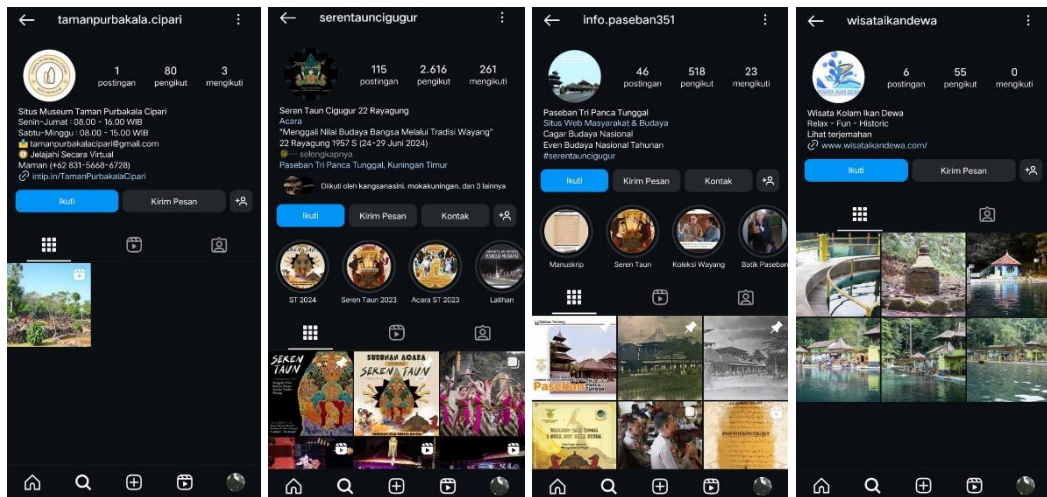 tamanpurbakala.cipari
1 80 3
postingan pengikut mengikuti
Situs Museum Taman Purbakala Cipari
Senin-Jumat : 08.00 - 16.00 WIB
Sabtu-Minggu : 08.00 - 15.00 WIB
tamanpurbakalacipari@gmail.com
Jelajahi Secara Virtual
Maman (+62 831-5668-6728)
intip.in/TamanPurbakalaCipari
Ikuti Kirim Pesan
serentauncigugur
115 2.616 261
postingan pengikut mengikuti
Seren Taun Cigugur 22 Rayagung
Acara
"Menggali Nilai Budaya Bangsa Melalui Tradisi Wayang"
22 Rayagung 1957 S (24-29 Juni 2024)
... selengkapnya
Paseban Tri Panca Tunggal, Kuningan Timur
Diikuti oleh kangsanasini, mokakuningan, dan 3 lainnya
Ikuti Kirim Pesan Kontak
ST 2024 Seren Taun 2023 Acara ST 2023 Latihan
SEREN
TAUN
SUSUNAN ACARA
SEREN TAUN
info.paseban351
46 518 23
postingan pengikut mengikuti
Paseban Tri Panca Tunggal
Situs Web Masyarakat & Budaya
Cagar Budaya Nasional
Even Budaya Nasional Tahunan
#serentauncigugur
Ikuti Kirim Pesan Kontak
Manuskrip Seren Taun Koleksi Wayang Batik Paseban
Paseban
Panca
Tunggal
wisataikandewa
6 55 0
postingan pengikut mengikuti
WISATA IKAN DEWA
Wisata Kolam Ikan Dewa
Relax - Fun - Historic
Lihat terjemahan
www.wisataikandewa.com/
Ikuti Kirim Pesan